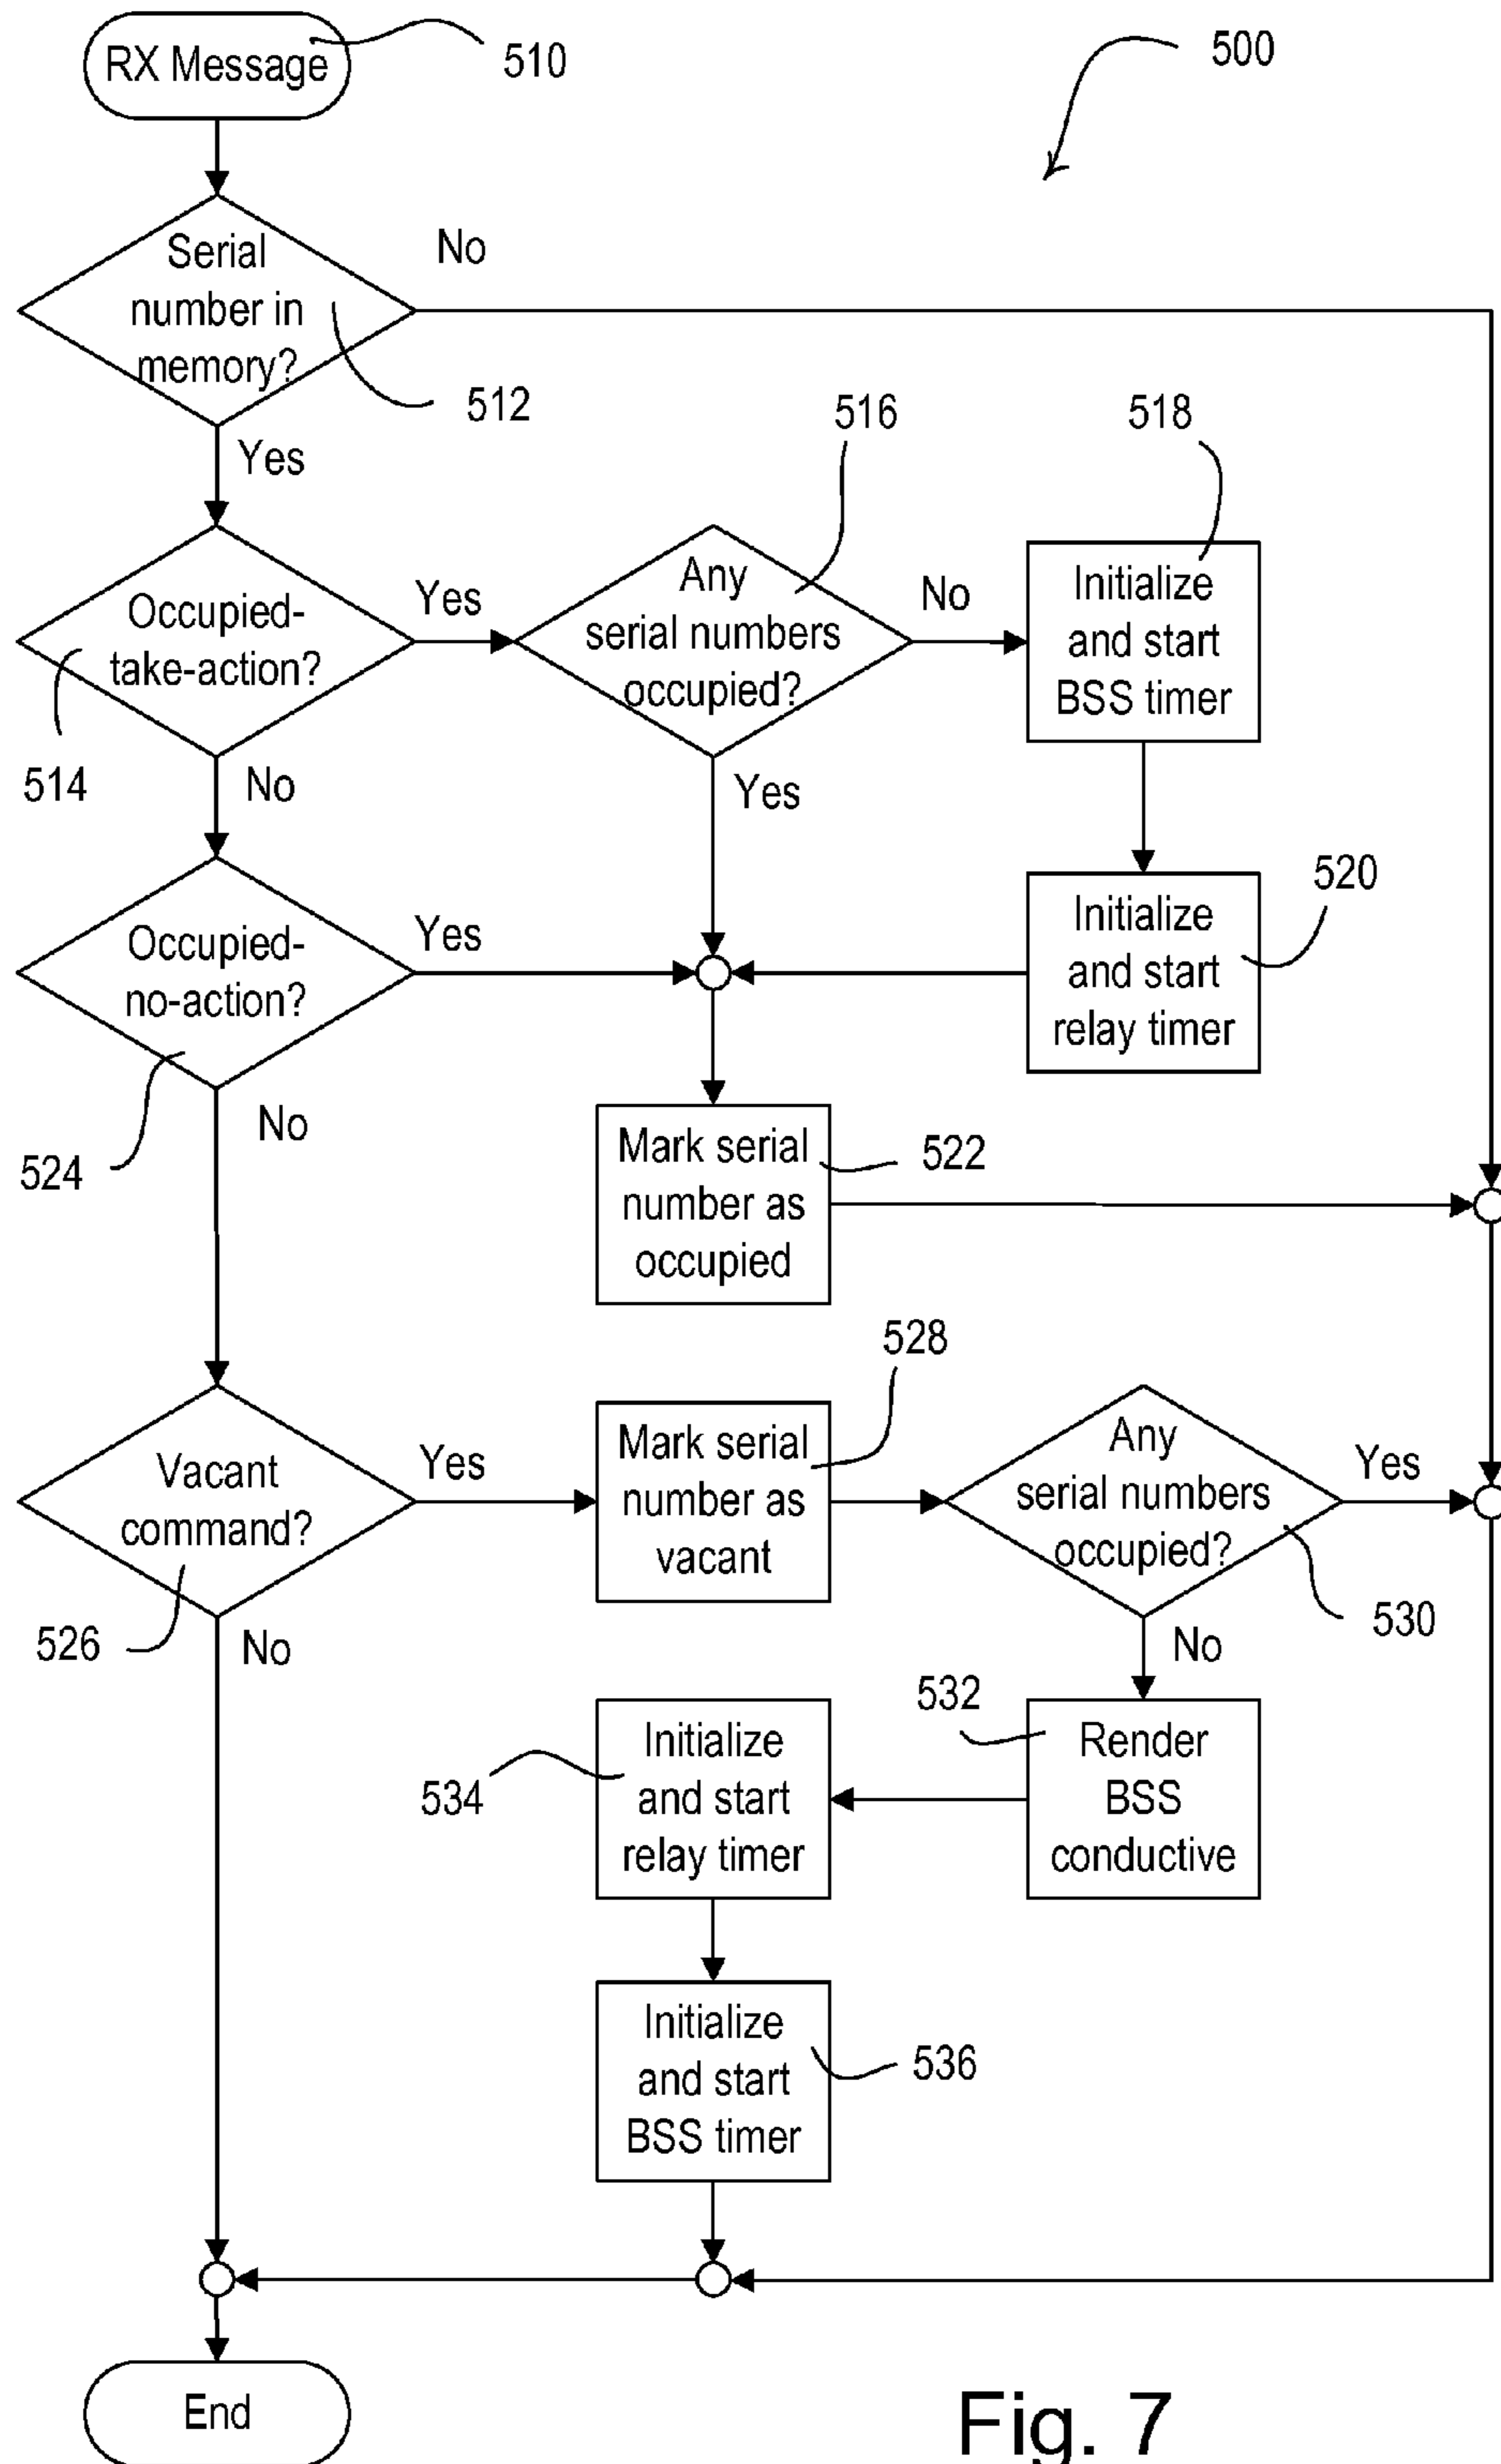 RX Message
510
500
Serial
number in
memory?
No
512
Yes
516
518
Occupied-
take-action?
Yes
Any
serial numbers
occupied?
No
Initialize
and start
BSS timer
514
No
Yes
520
Occupied-
no-action?
Yes
Initialize
and start
relay timer
524
No
Mark serial
number as
occupied
522
528
Vacant
command?
Yes
Mark serial
number as
vacant
Any
serial numbers
occupied?
Yes
526
No
530
No
532
534
Initialize
and start
relay timer
Render
BSS
conductive
Initialize
and start
BSS timer
536
End
Fig. 7